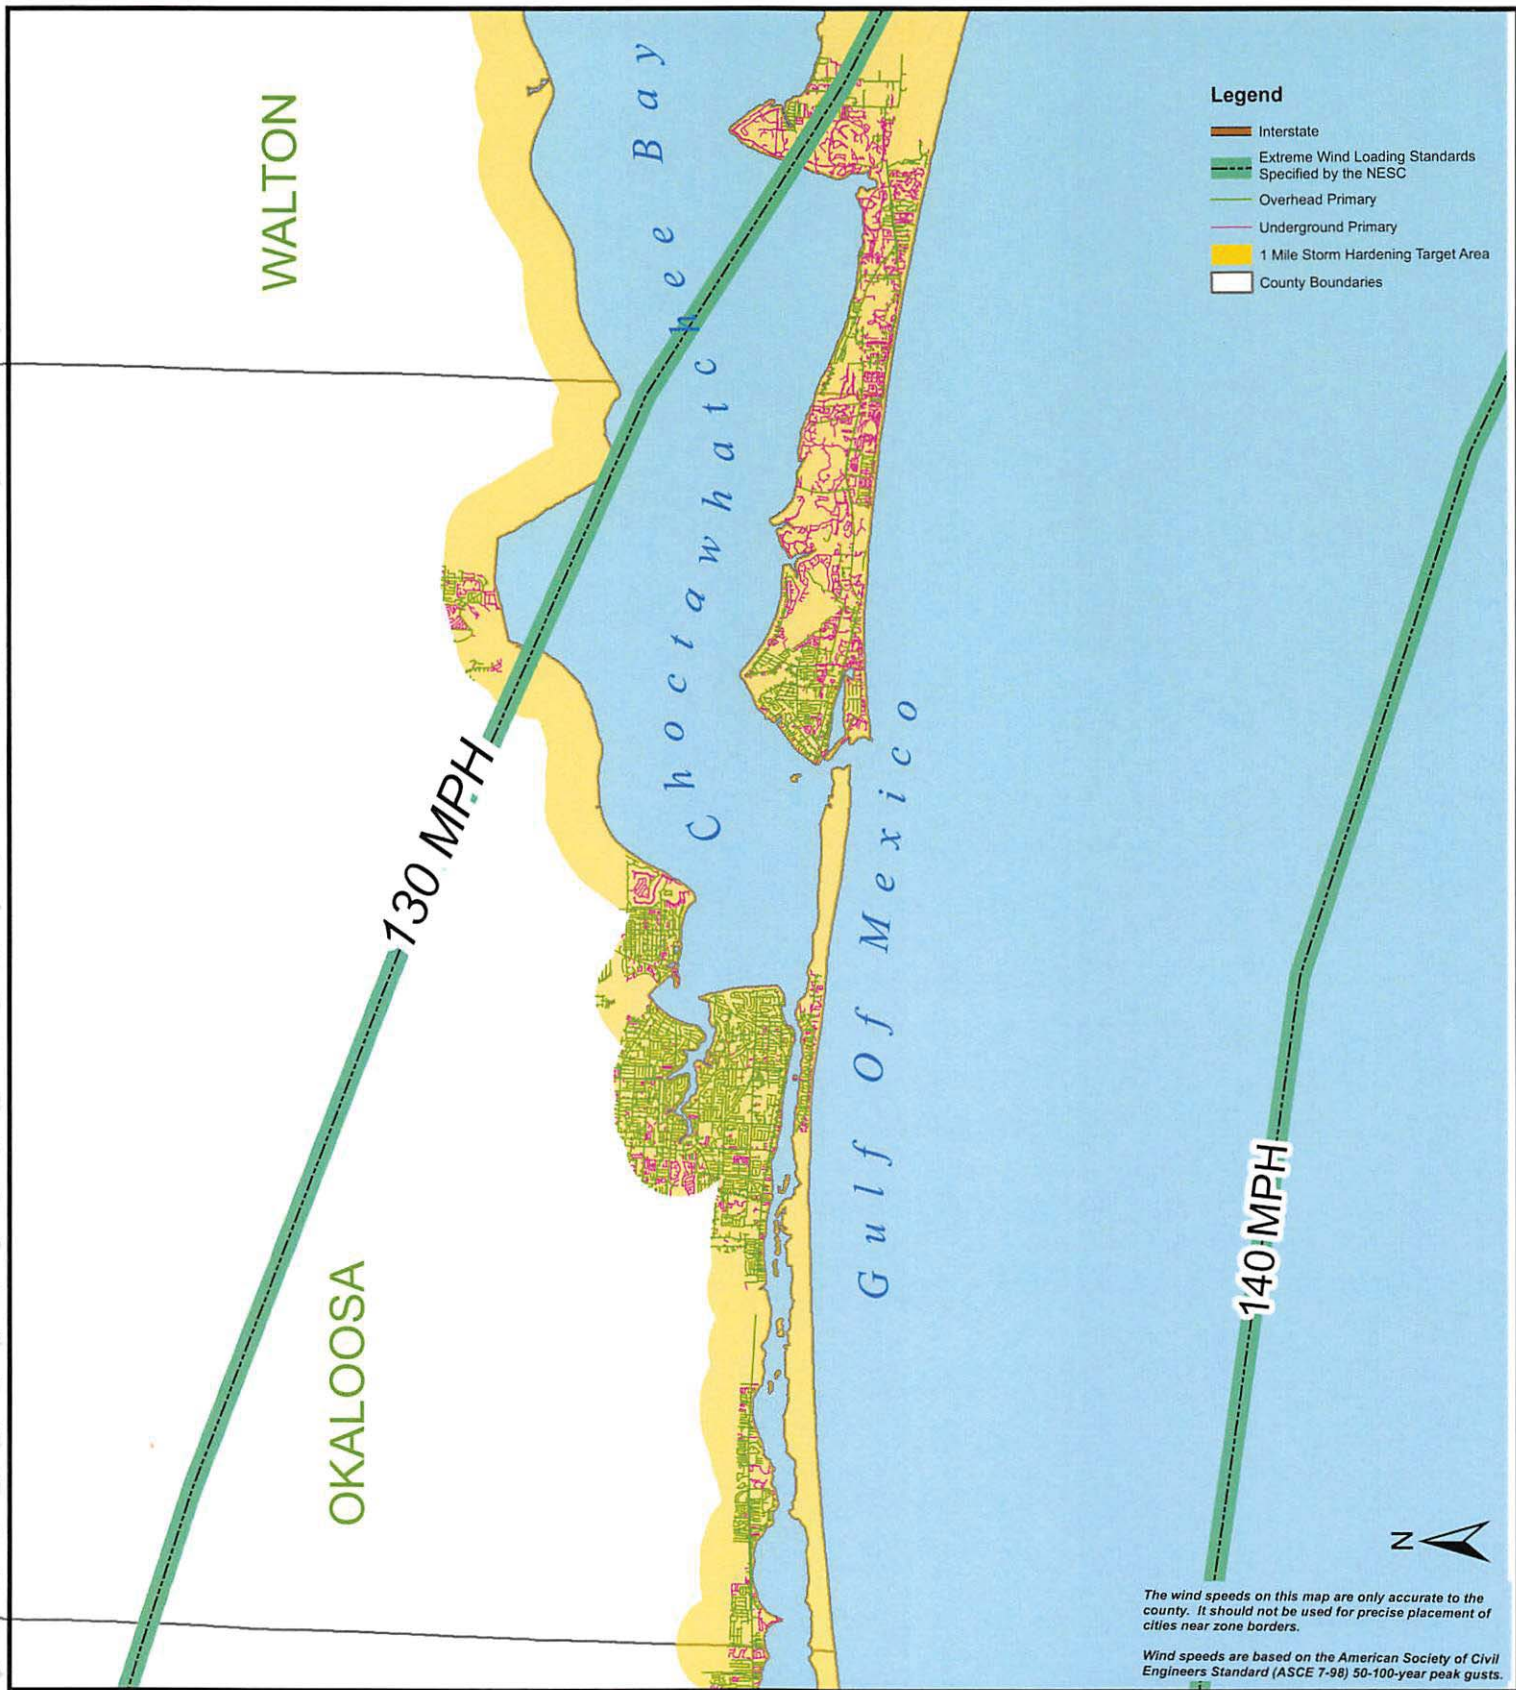 WALTON
Choctawhatchee Bay
Legend
Interstate
Extreme Wind Loading Standards
Specified by the NESC
Overhead Primary
Underground Primary
1 Mile Storm Hardening Target Area
County Boundaries
130 MPH
Gulf Of Mexico
OKALOOSA
140 MPH
N
The wind speeds on this map are only accurate to the
county. It should not be used for precise placement of
cities near zone borders.
Wind speeds are based on the American Society of Civil
Engineers Standard (ASCE 7-98) 50-100-year peak gusts.